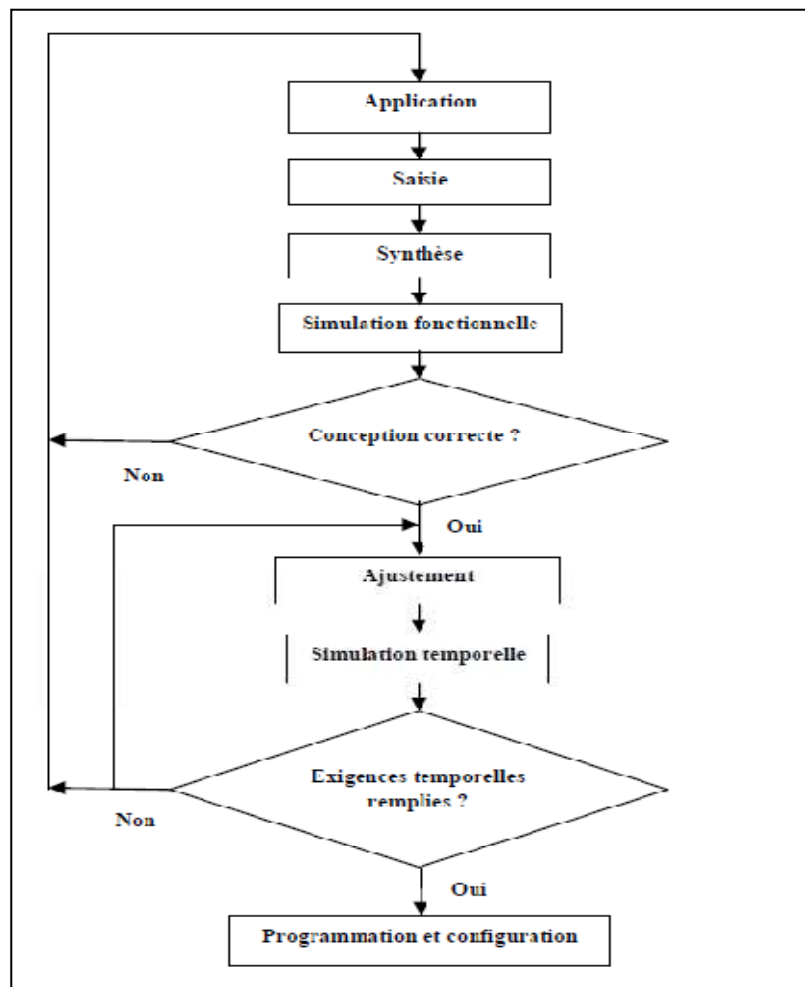 Application
Saisie
Synthèse
Simulation fonctionnelle
Conception correcte ?
Non
Oui
Ajustement
Simulation temporelle
Exigences temporelles
remplies ?
Non
Oui
Programmation et configuration